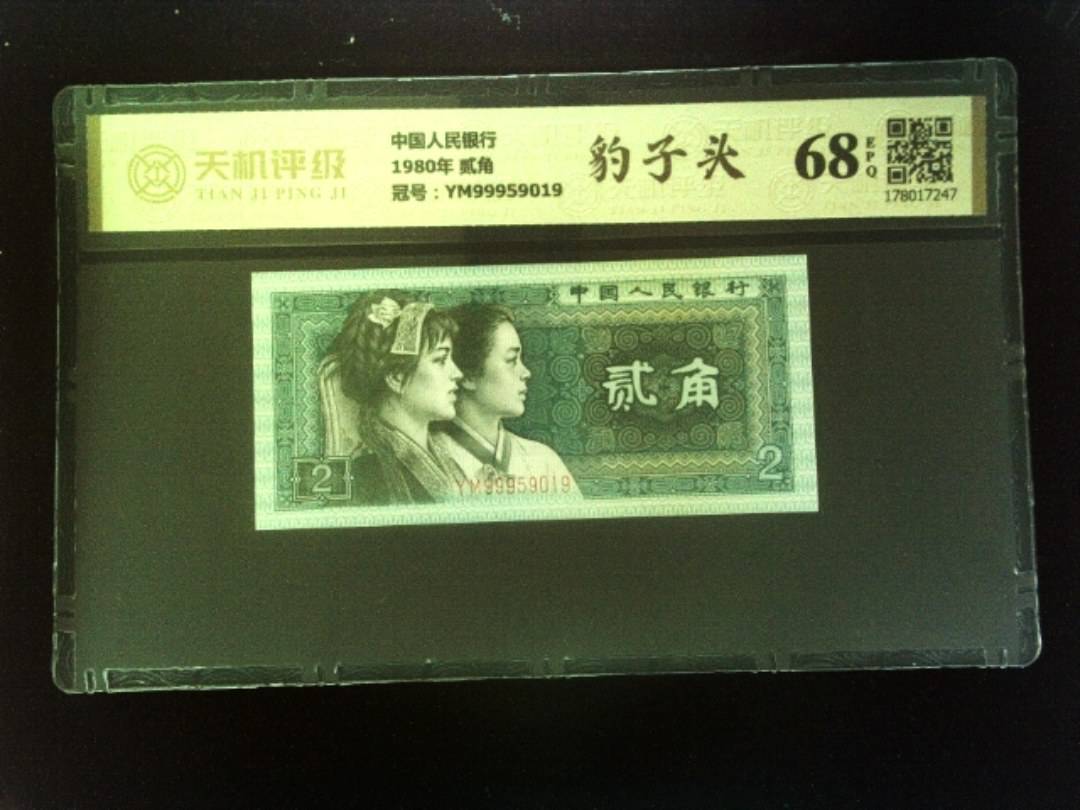 天机评级
TIAN JI PING JI
中国人民银行
1980年 贰角
冠号：YM99959019
豹子头
68
EPQ
178017247
中国人民银行
贰角
2
2
YM99959019